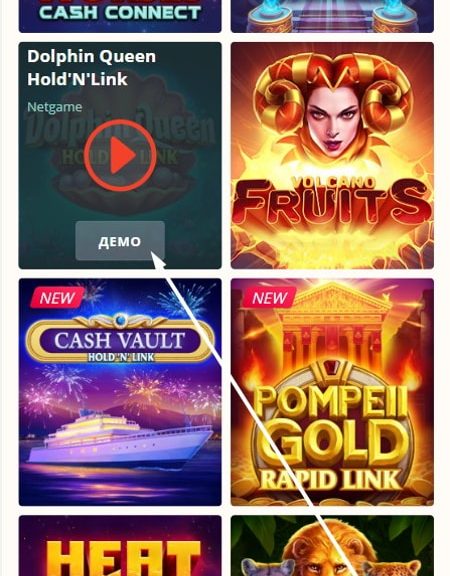 CASH CONNECT
Dolphin Queen
Hold'N'Link
Netgame
Dolphin Queen
HOLD 'N' LINK
ДЕМО
VOLCANO
FRUITS
NEW
CASH VAULT
HOLD 'N' LINK
NEW
POMPEII
GOLD
RAPID LINK
HEAT